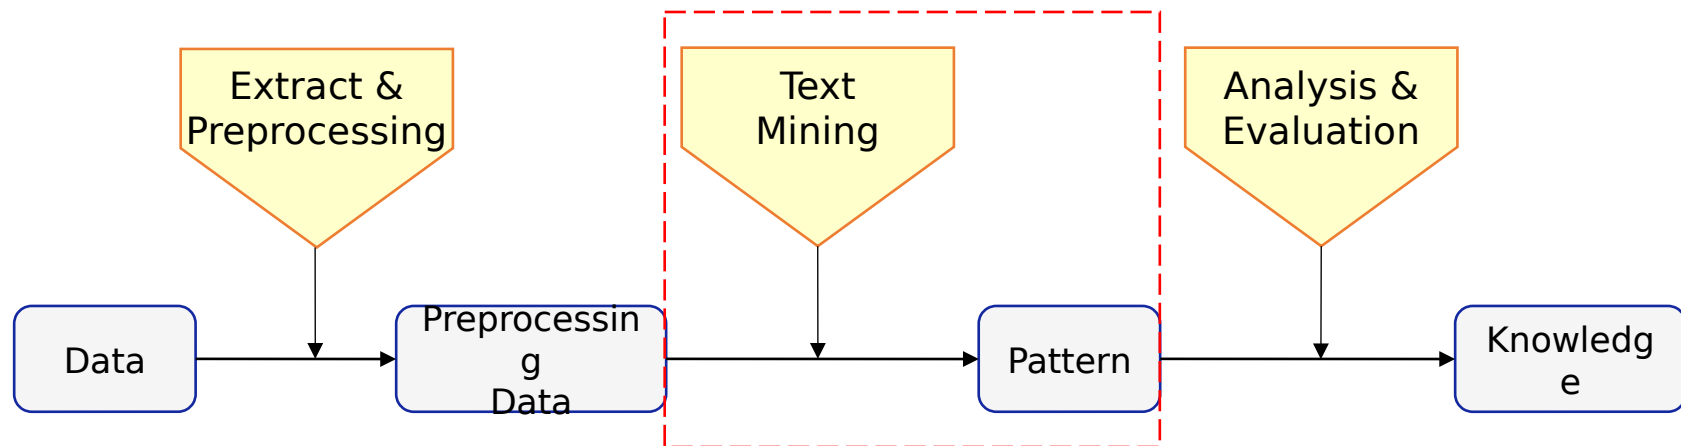 Extract &
Preprocessing
Text
Mining
Analysis &
Evaluation
Data
Preprocessin
g
Data
Pattern
Knowledg
e